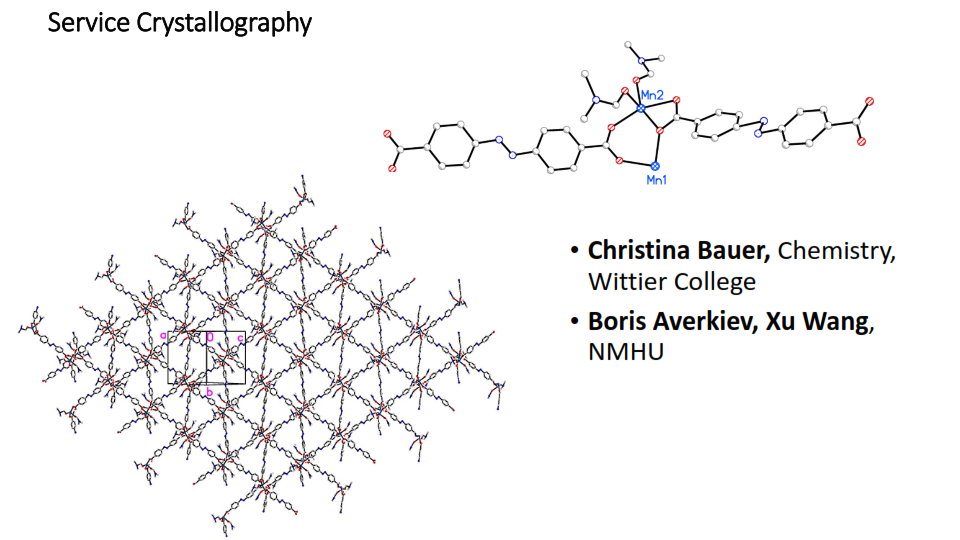 Service Crystallography
Mn2
Mn1
• Christina Bauer, Chemistry,
Wittier College
• Boris Averkiev, Xu Wang,
NMHU
a 0 c
b